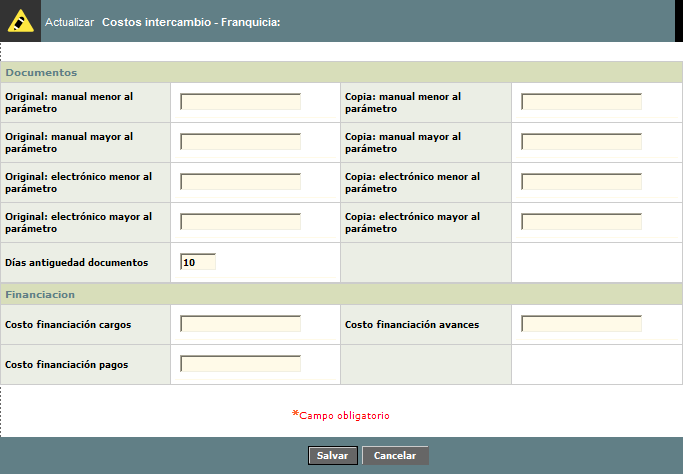 Actualizar Costos intercambio - Franquicia:
Documentos
Original: manual menor al
parámetro
Copia: manual menor al
parámetro
Original: manual mayor al
parámetro
Copia: manual mayor al
parámetro
Original: electrónico menor al
parámetro
Copia: electrónico menor al
parámetro
Original: electrónico mayor al
parámetro
Copia: electrónico mayor al
parámetro
Días antiguedad documentos 10
Financiacion
Costo financiación cargos
Costo financiación avances
Costo financiación pagos
*Campo obligatorio
Salvar Cancelar